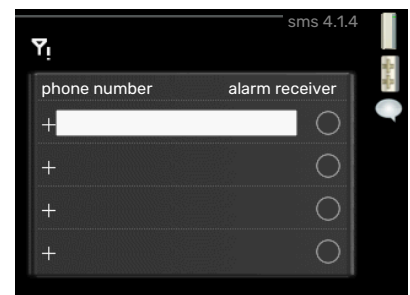 sms 4.1.4
phone number alarm receiver
+
+
+
+